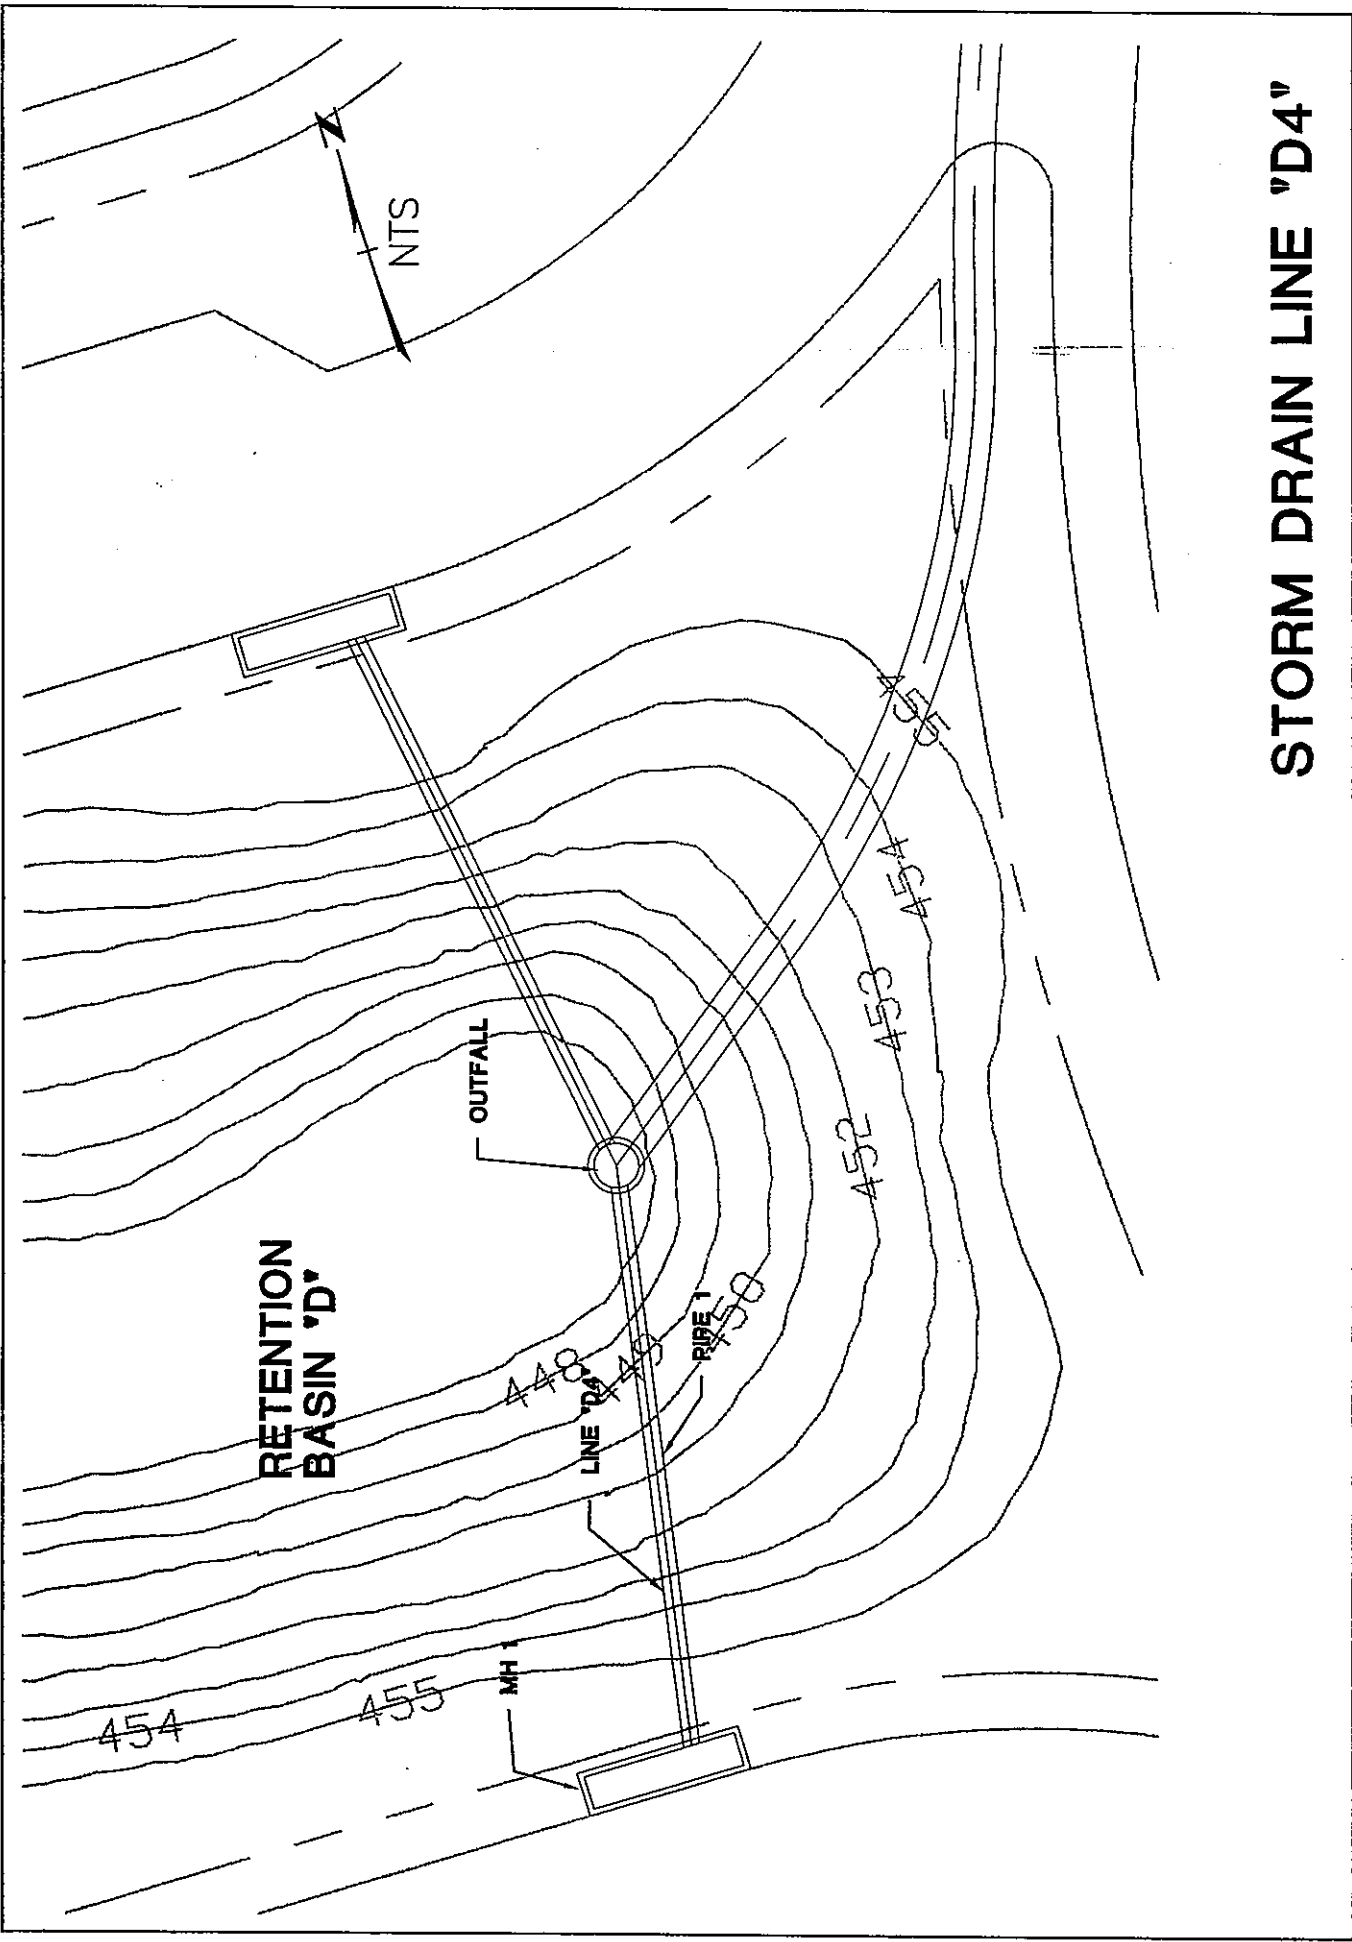 STORM DRAIN LINE "D4"
N
NTS
OUTFALL
RETENTION
BASIN "D"
LINE "D4"
PIPE 1
MH 1
448
449
450
452
453
454
455
454
455